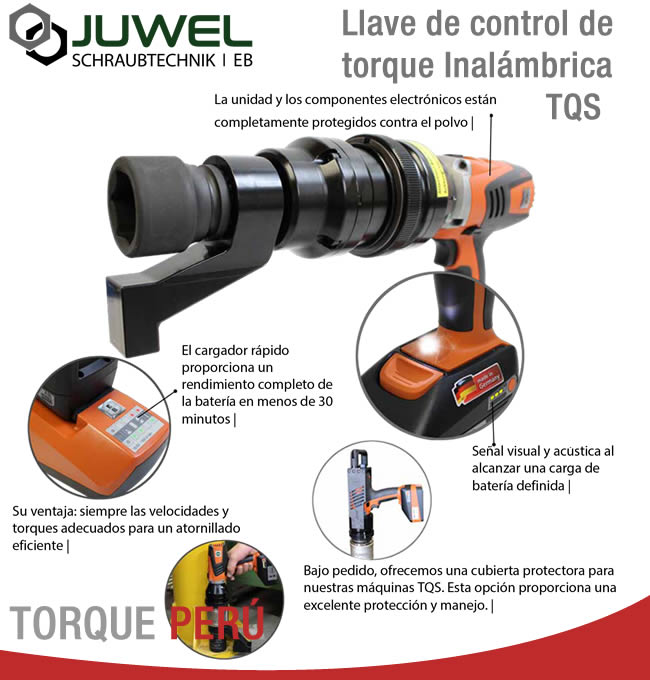 JUWEL
SCHRAUBTECHNIK | EB
Llave de control de
torque Inalámbrica
TQS
La unidad y los componentes electrónicos están
completamente protegidos contra el polvo |
El cargador rápido
proporciona un
rendimiento completo de
la batería en menos de 30
minutos |
made in
Germany
Señal visual y acústica al
alcanzar una carga de
batería definida |
Su ventaja: siempre las velocidades y
torques adecuados para un atornillado
eficiente |
Bajo pedido, ofrecemos una cubierta protectora para
nuestras máquinas TQS. Esta opción proporciona una
excelente protección y manejo. |
TORQUE PERÚ